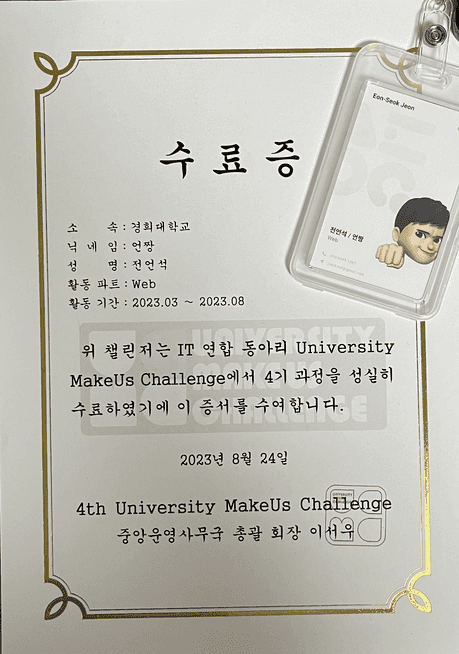 수 료 증
소 속 : 경희대학교
닉 네 임 : 언짱
성 명 : 전언석
활동 파트 : Web
활동 기간 : 2023.03 ~ 2023.08
UNIVERSITY
MAKEUS
CHALLENGE
위 챌린저는 IT 연합 동아리 University
MakeUs Challenge에서 4기 과정을 성실히
수료하였기에 이 증서를 수여합니다.
2023년 8월 24일
4th University MakeUs Challenge
중앙운영사무국 총괄 회장 이서우
Eon-Seok Jeon
전언석 / 언짱
Web